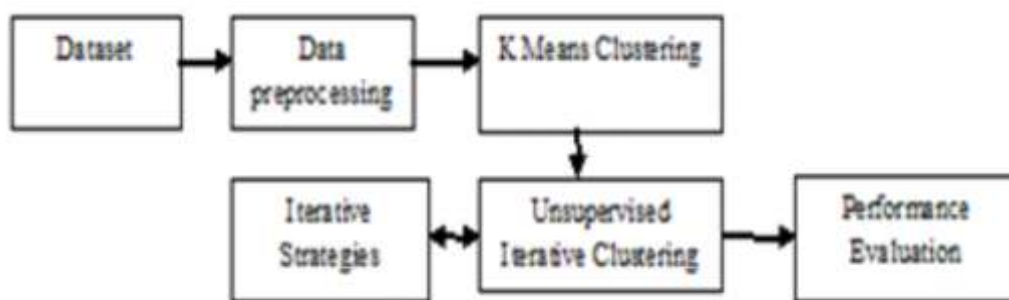 Dataset
Data
preprocessing
K Means Clustering
Iterative
Strategies
Unsupervised
Iterative Clustering
Performance
Evaluation